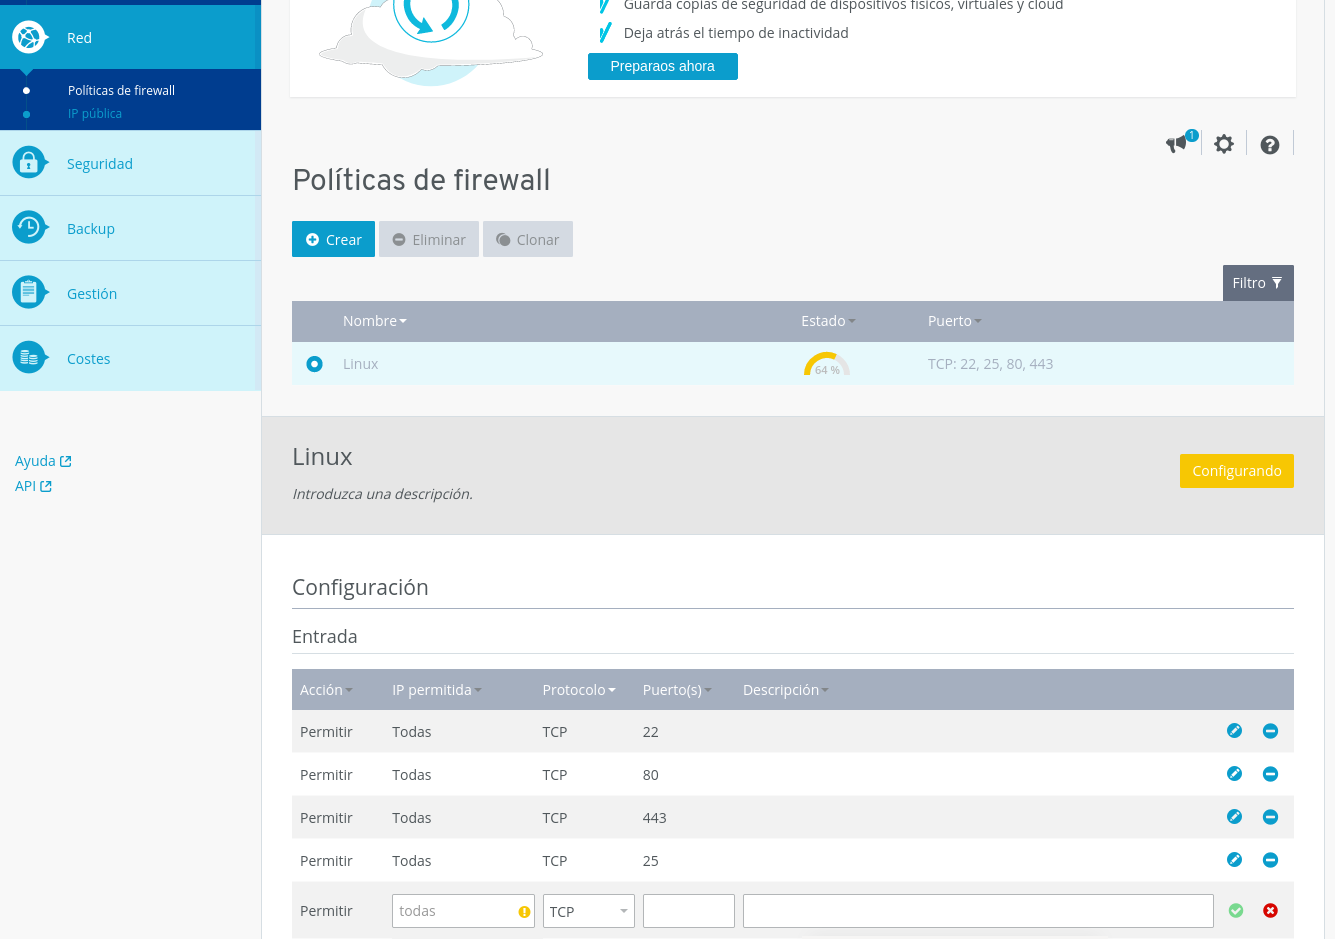 Guarda copias de seguridad de dispositivos físicos, virtuales y cloud
Deja atrás el tiempo de inactividad
Preparaos ahora
Red
Políticas de firewall
IP pública
Seguridad
Backup
Gestión
Costes
Ayuda
API
1
Políticas de firewall
Crear Eliminar Clonar
Filtro
Nombre Estado Puerto
Linux 64 % TCP: 22, 25, 80, 443
Linux
Introduzca una descripción.
Configurando
Configuración
Entrada
Acción IP permitida Protocolo Puerto(s) Descripción
Permitir Todas TCP 22
Permitir Todas TCP 80
Permitir Todas TCP 443
Permitir Todas TCP 25
Permitir todas TCP